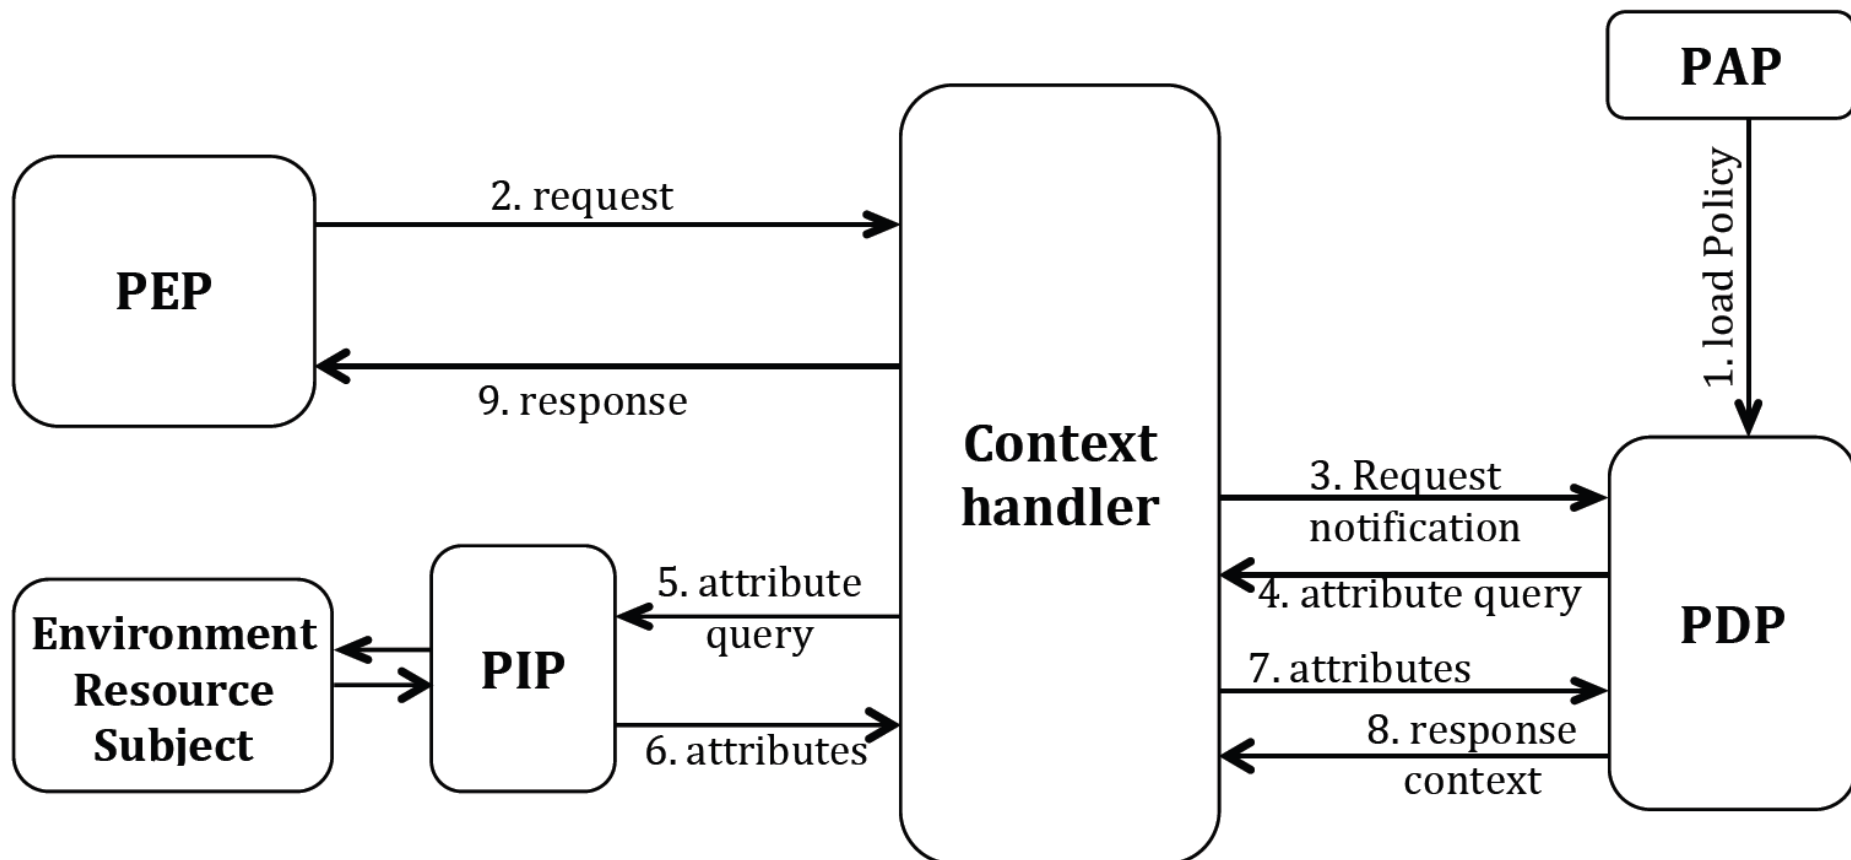 PAP
1. load Policy
2. request
PEP
9. response
Context
handler
3. Request
notification
4. attribute query
5. attribute
query
Environment
Resource
Subject
PIP
PDP
7. attributes
6. attributes
8. response
context